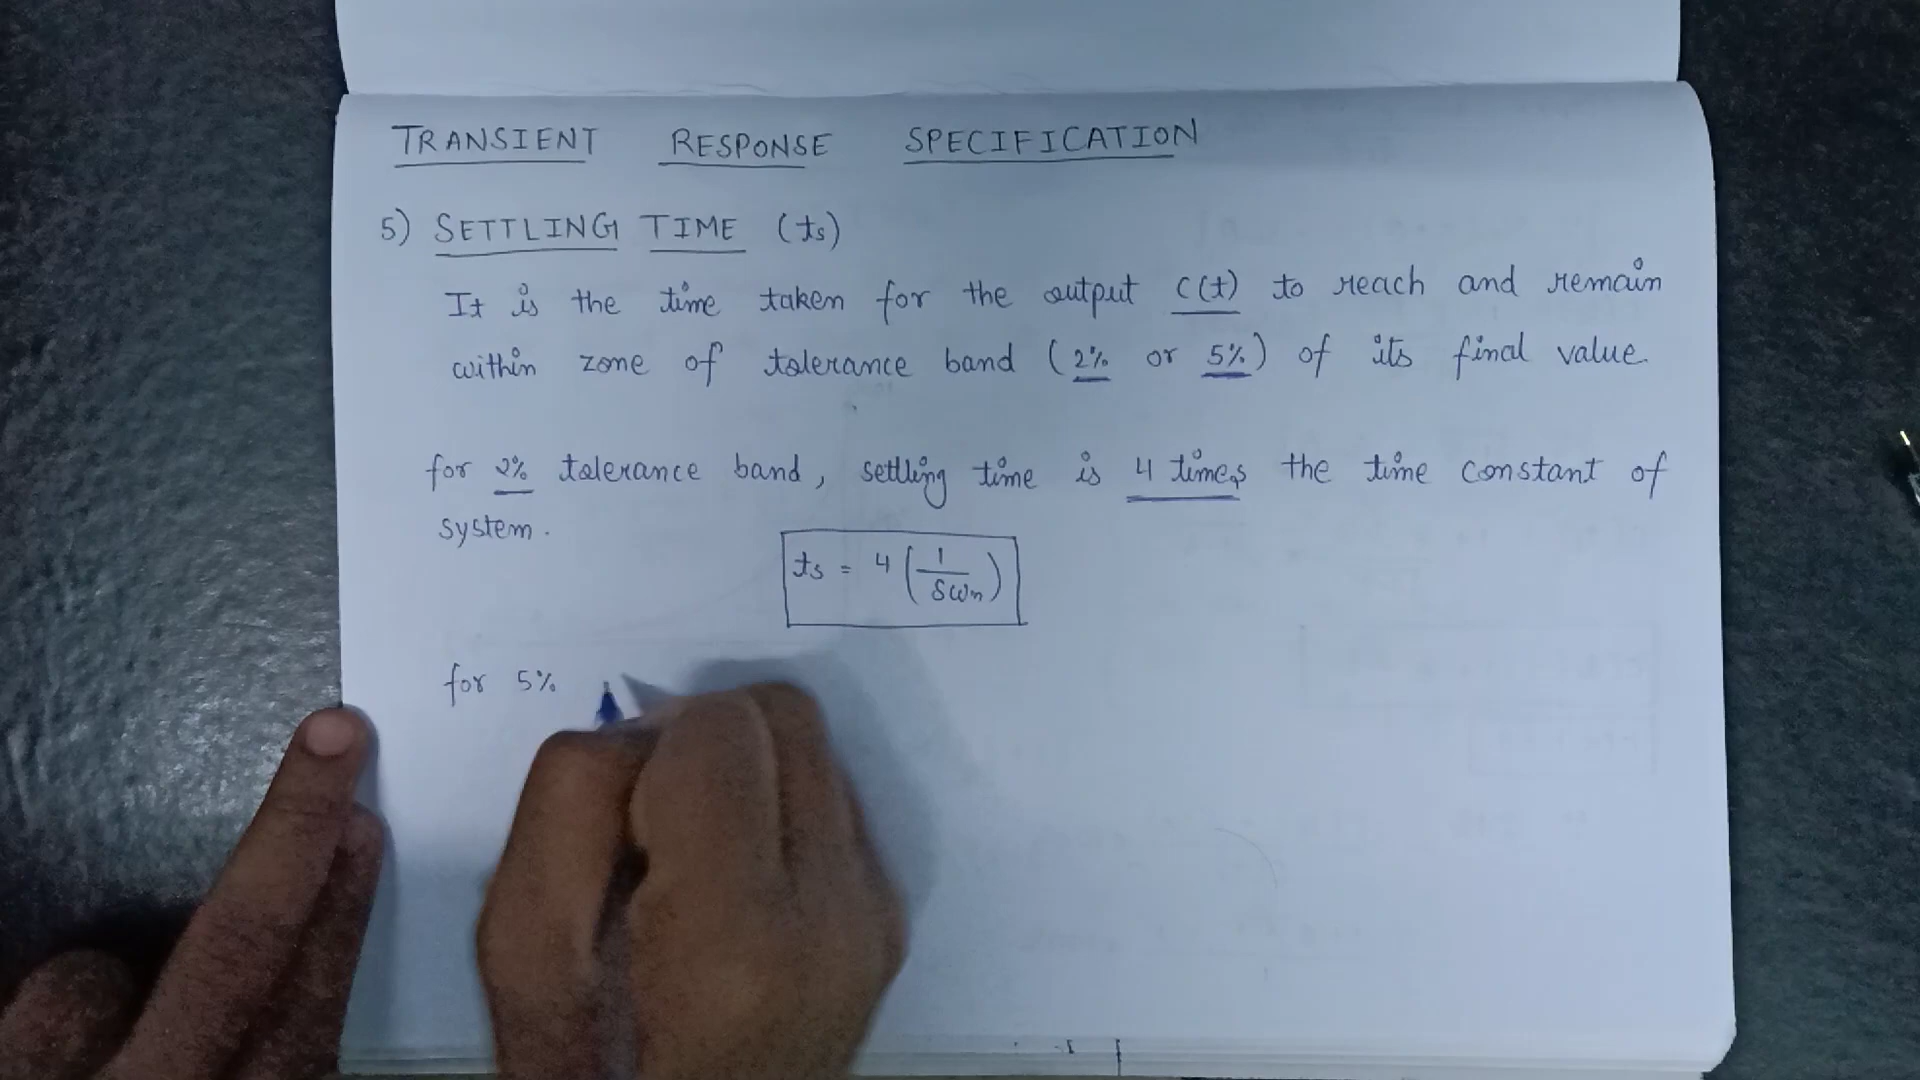 TRANSIENT RESPONSE SPECIFICATION
5) SETTLING TIME (ts)
It is the time taken for the output c(t) to reach and remain
within zone of tolerance band (2% or 5%) of its final value.
for 2% tolerance band, settling time is 4 times the time constant of
system.
ts = 4 (1/δωn)
for 5%